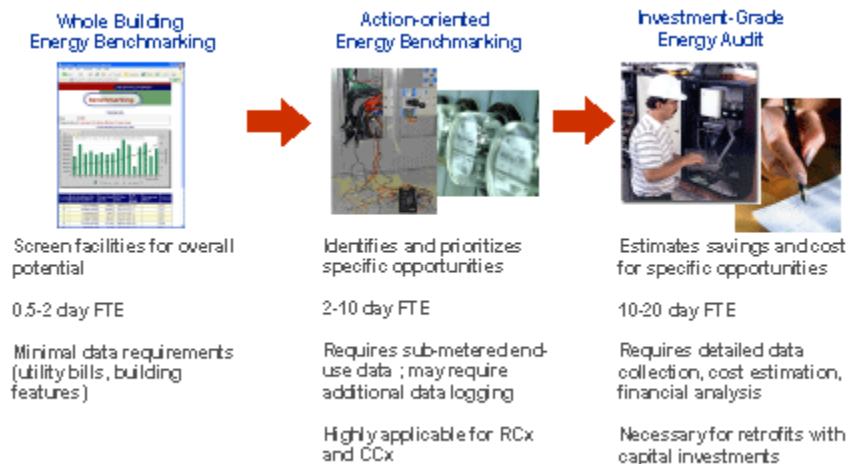 Whole Building
Energy Benchmarking
Action-oriented
Energy Benchmarking
Investment-Grade
Energy Audit
benchmarking
Screen facilities for overall
potential
0.5-2 day FTE
Minimal data requirements
(utility bills, building
features)
Identifies and prioritizes
specific opportunities
2-10 day FTE
Requires sub-metered end-
use data ; may require
additional data logging
Highly applicable for RCx
and CCx
Estimates savings and cost
for specific opportunities
10-20 day FTE
Requires detailed data
collection, cost estimation,
financial analysis
Necessary for retrofits with
capital investments